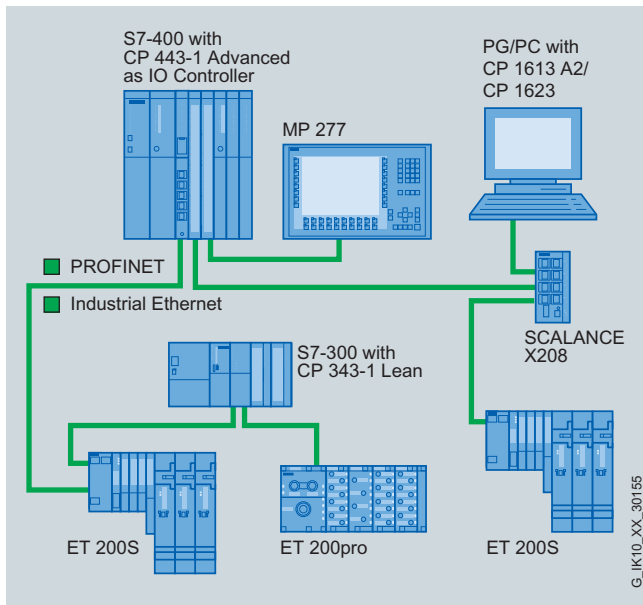 S7-400 with
CP 443-1 Advanced
as IO Controller
MP 277
PG/PC with
CP 1613 A2/
CP 1623
PROFINET
Industrial Ethernet
SCALANCE
X208
S7-300 with
CP 343-1 Lean
ET 200S
ET 200pro
ET 200S
G_IK10_XX_30155